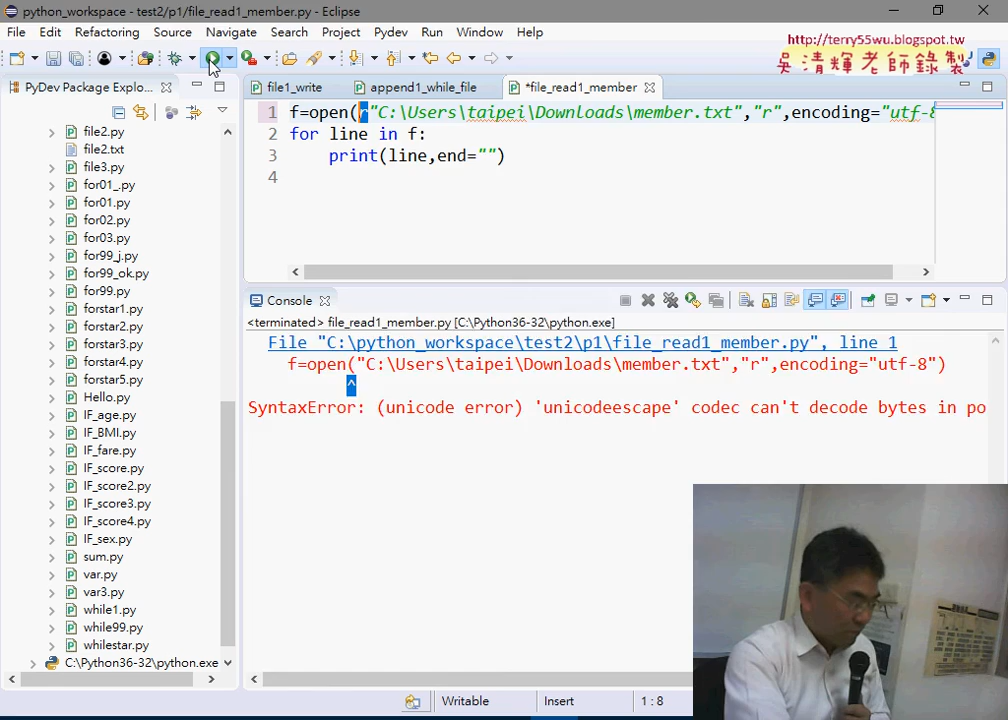 python_workspace - test2/p1/file_read1_member.py - Eclipse
File Edit Refactoring Source Navigate Search Project Pydev Run Window Help
http://terry55wu.blogspot.tw
吳清輝老師錄製
PyDev Package Explo...
file1_write
append1_while_file
*file_read1_member
file2.py
file2.txt
file3.py
for01_.py
for01.py
for02.py
for03.py
for99_j.py
for99_ok.py
for99.py
forstar1.py
forstar2.py
forstar3.py
forstar4.py
forstar5.py
Hello.py
IF_age.py
IF_BMI.py
IF_fare.py
IF_score.py
IF_score2.py
IF_score3.py
IF_score4.py
IF_sex.py
sum.py
var.py
var3.py
while1.py
while99.py
whilestar.py
C:\Python36-32\python.exe
1 f=open(r"C:\Users\taipei\Downloads\member.txt","r",encoding="utf-8
2 for line in f:
3 print(line,end="")
4
Console
<terminated> file_read1_member.py [C:\Python36-32\python.exe]
File "C:\python_workspace\test2\p1\file_read1_member.py", line 1
f=open("C:\Users\taipei\Downloads\member.txt","r",encoding="utf-8")
^
SyntaxError: (unicode error) 'unicodeescape' codec can't decode bytes in po
Writable
Insert
1 : 8